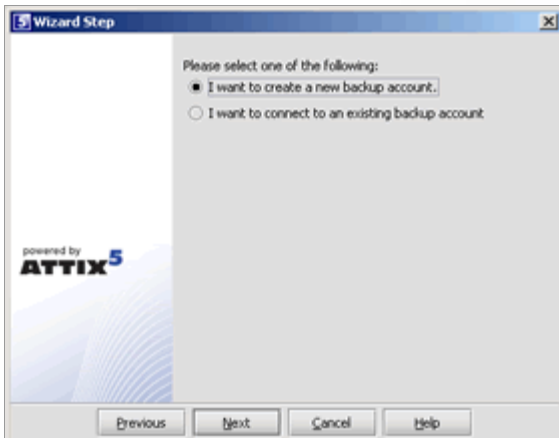 Wizard Step
Please select one of the following:
I want to create a new backup account.
I want to connect to an existing backup account
powered by
ATTIX5
Previous Next Cancel Help